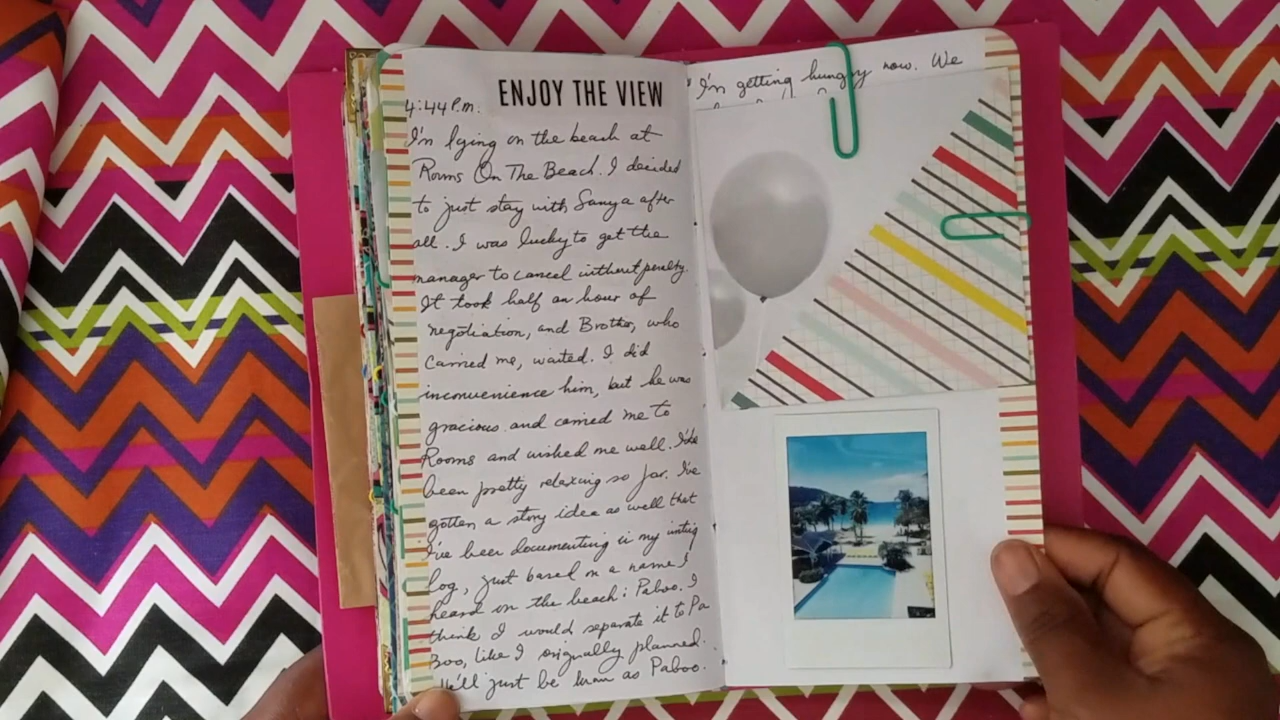 ENJOY THE VIEW
4:44 P.m.
I'm lying on the beach at
Rooms On The Beach. I decided
to just stay with Sanya after
all. I was lucky to get the
manager to cancel without penalty.
It took half an hour of
negotiation, and Brother, who
carried me, waited. I did
inconvenience him, but he was
gracious and carried me to
Rooms and wished me well. It's
been pretty relaxing so far. I've
gotten a story idea as well that
I've been documenting in my writing
log, just based on a name I
heard on the beach: Paboo. I
think I would separate it to Pa
Boo, like I originally planned.
He'll just be known as Paboo.
I'm getting hungry now. We